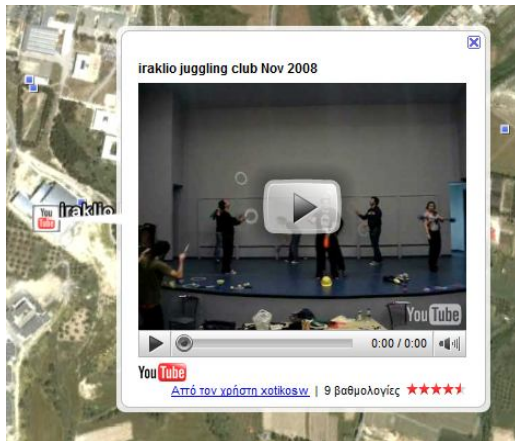 iraklio juggling club Nov 2008
You Tube iraklio
YouTube
0:00 / 0:00
You Tube
Από τον χρήστη xotikosw | 9 βαθμολογίες